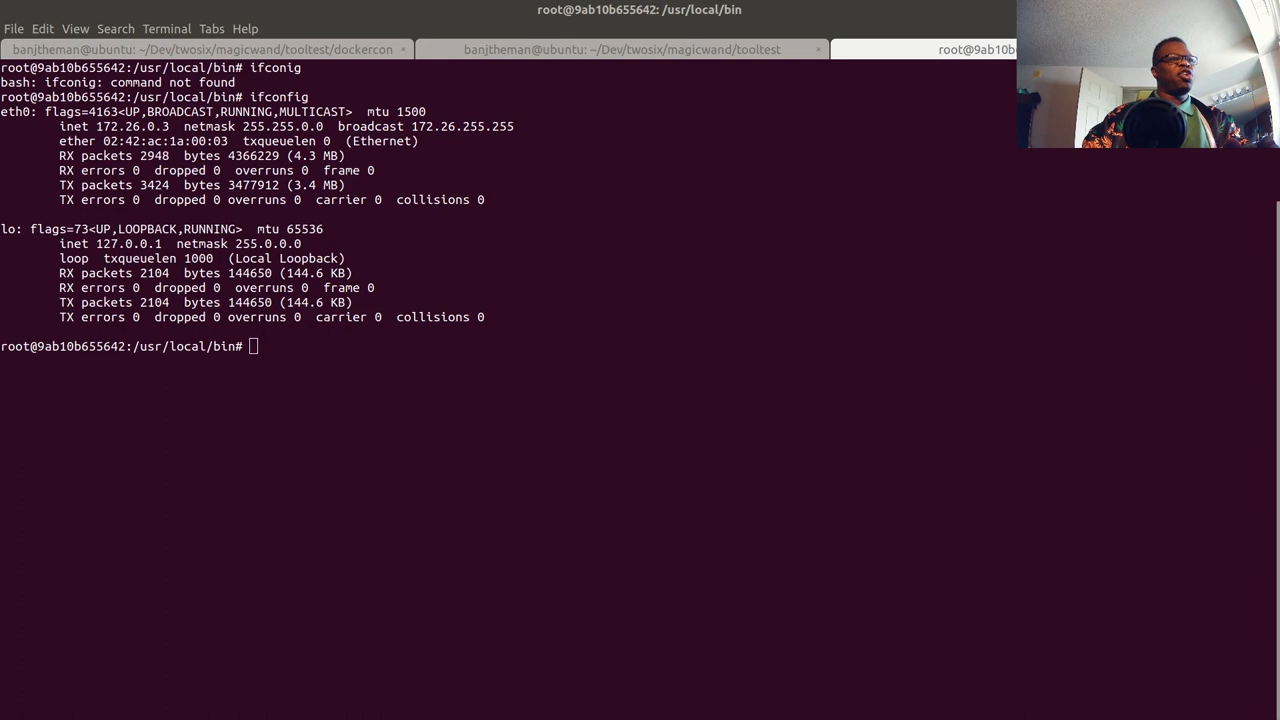 root@9ab10b655642: /usr/local/bin
File Edit View Search Terminal Tabs Help
banjtheman@ubuntu: ~/Dev/twosix/magicwand/tooltest/dockercon × banjtheman@ubuntu: ~/Dev/twosix/magicwand/tooltest × root@9ab10b
root@9ab10b655642:/usr/local/bin# ifconig
bash: ifconig: command not found
root@9ab10b655642:/usr/local/bin# ifconfig
eth0: flags=4163<UP,BROADCAST,RUNNING,MULTICAST>  mtu 1500
        inet 172.26.0.3  netmask 255.255.0.0  broadcast 172.26.255.255
        ether 02:42:ac:1a:00:03  txqueuelen 0  (Ethernet)
        RX packets 2948  bytes 4366229 (4.3 MB)
        RX errors 0  dropped 0  overruns 0  frame 0
        TX packets 3424  bytes 3477912 (3.4 MB)
        TX errors 0  dropped 0 overruns 0  carrier 0  collisions 0
lo: flags=73<UP,LOOPBACK,RUNNING>  mtu 65536
        inet 127.0.0.1  netmask 255.0.0.0
        loop  txqueuelen 1000  (Local Loopback)
        RX packets 2104  bytes 144650 (144.6 KB)
        RX errors 0  dropped 0  overruns 0  frame 0
        TX packets 2104  bytes 144650 (144.6 KB)
        TX errors 0  dropped 0 overruns 0  carrier 0  collisions 0
root@9ab10b655642:/usr/local/bin#